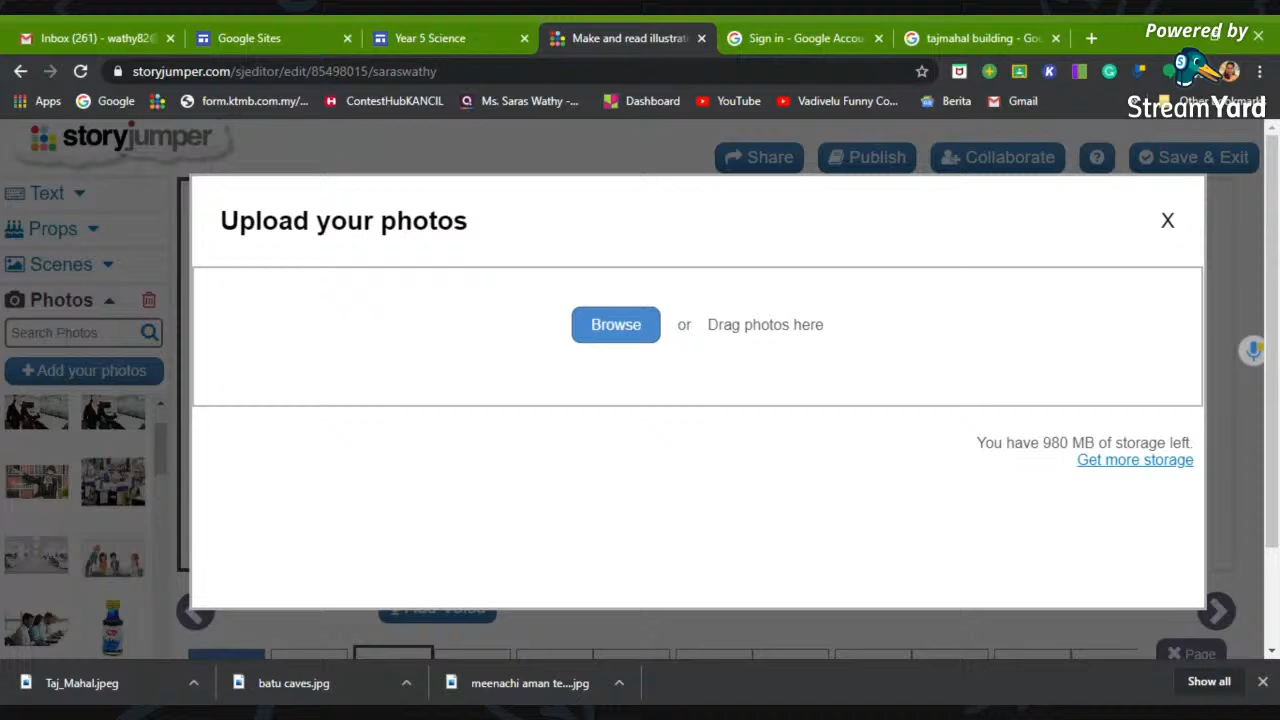 Powered by
StreamYard
Inbox (261) - wathy82
Google Sites
Year 5 Science
Make and read illustrat
Sign in - Google Accou
tajmahal building - Go
storyjumper.com/sjeditor/edit/85498015/saraswathy
Apps
Google
form.ktmb.com.my/...
ContestHubKANCIL
Ms. Saras Wathy -...
Dashboard
YouTube
Vadivelu Funny Co...
Berita
Gmail
storyjumper
Share
Publish
Collaborate
?
Save & Exit
Text
Props
Scenes
Photos
Search Photos
+ Add your photos
Upload your photos
X
Browse or Drag photos here
You have 980 MB of storage left.
Get more storage
Page
Taj_Mahal.jpeg
batu caves.jpg
meenachi aman te....jpg
Show all